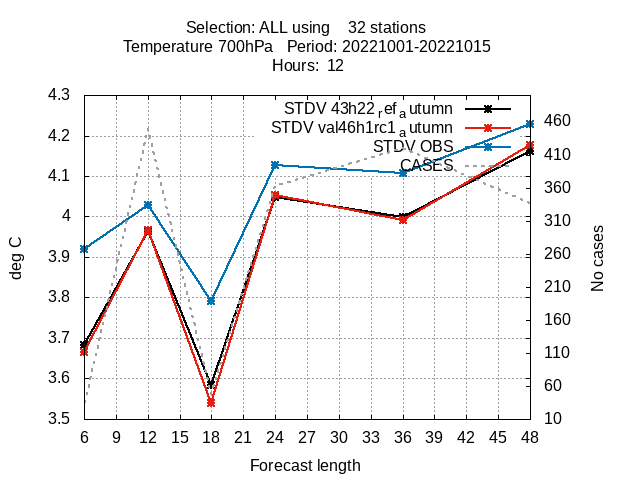 Selection: ALL using 32 stations
Temperature 700hPa Period: 20221001-20221015
Hours: 12
4.3
4.2
4.1
4
3.9
3.8
3.7
3.6
3.5
deg C
STDV 43h22ref_autumn
STDV val46h1rc1_autumn
STDV OBS
CASES
460
410
360
310
260
210
160
110
60
10
No cases
6 9 12 15 18 21 24 27 30 33 36 39 42 45 48
Forecast length